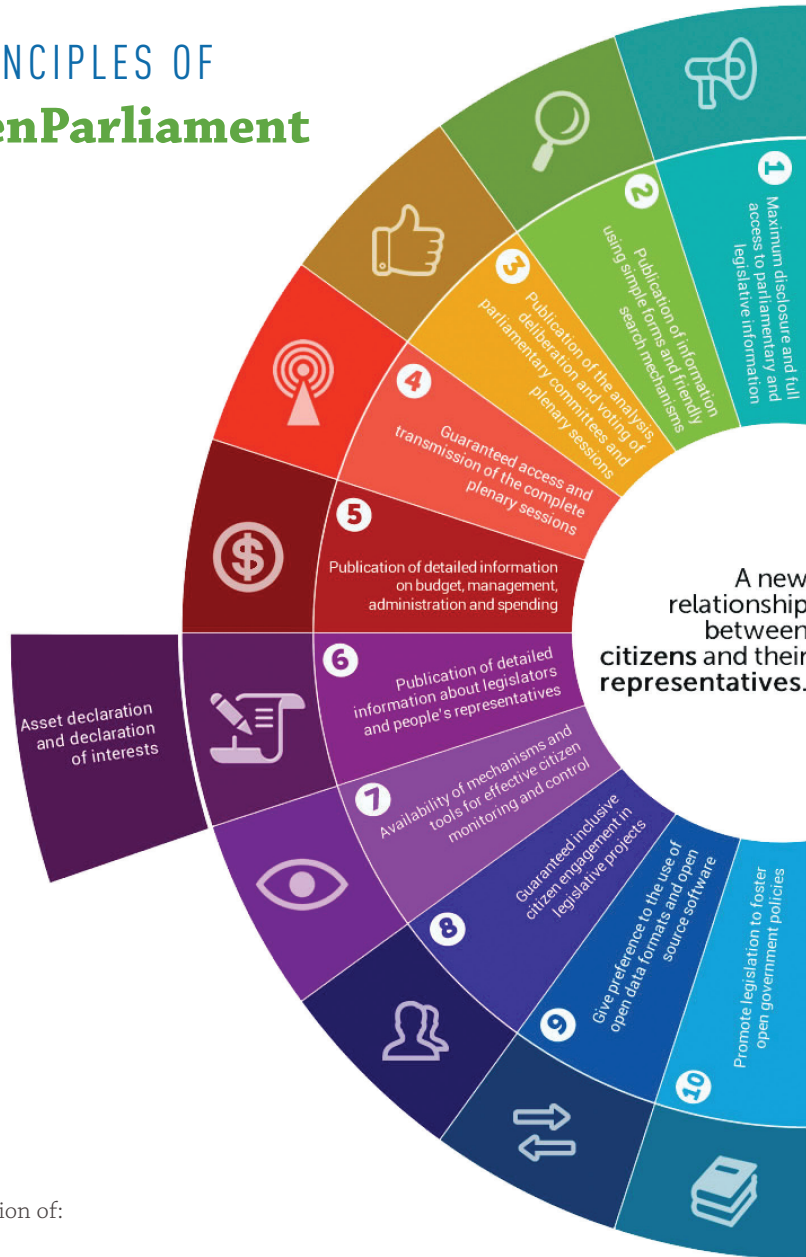 NCIPLES OF
enParliament
1
Maximum disclosure and full
access to parliamentary and
legislative information
2
Publication of information
using simple forms and friendly
search mechanisms
3
Publication of the analysis,
deliberation and voting of
parliamentary committees and
plenary sessions
4
Guaranteed access and
transmission of the complete
plenary sessions
5
Publication of detailed information
on budget, management,
administration and spending
6
Publication of detailed
information about legislators
and people's representatives
Asset declaration
and declaration
of interests
7
Availability of mechanisms and
tools for effective citizen
monitoring and control
8
Guaranteed inclusive
citizen engagement in
legislative projects
9
Give preference to the use of
open data formats and open
source software
10
Promote legislation to foster
open government policies
A new
relationship
between
citizens and their
representatives.
$
ion of: